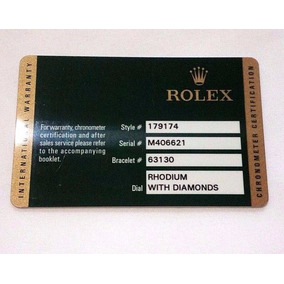 INTERNATIONAL WARRANTY
ROLEX
For warranty, chronometer
certification and after
sales service please refer
to the accompanying
booklet.
Style # 179174
Serial # M406621
Bracelet # 63130
Dial RHODIUM
WITH DIAMONDS
CHRONOMETER CERTIFICATION